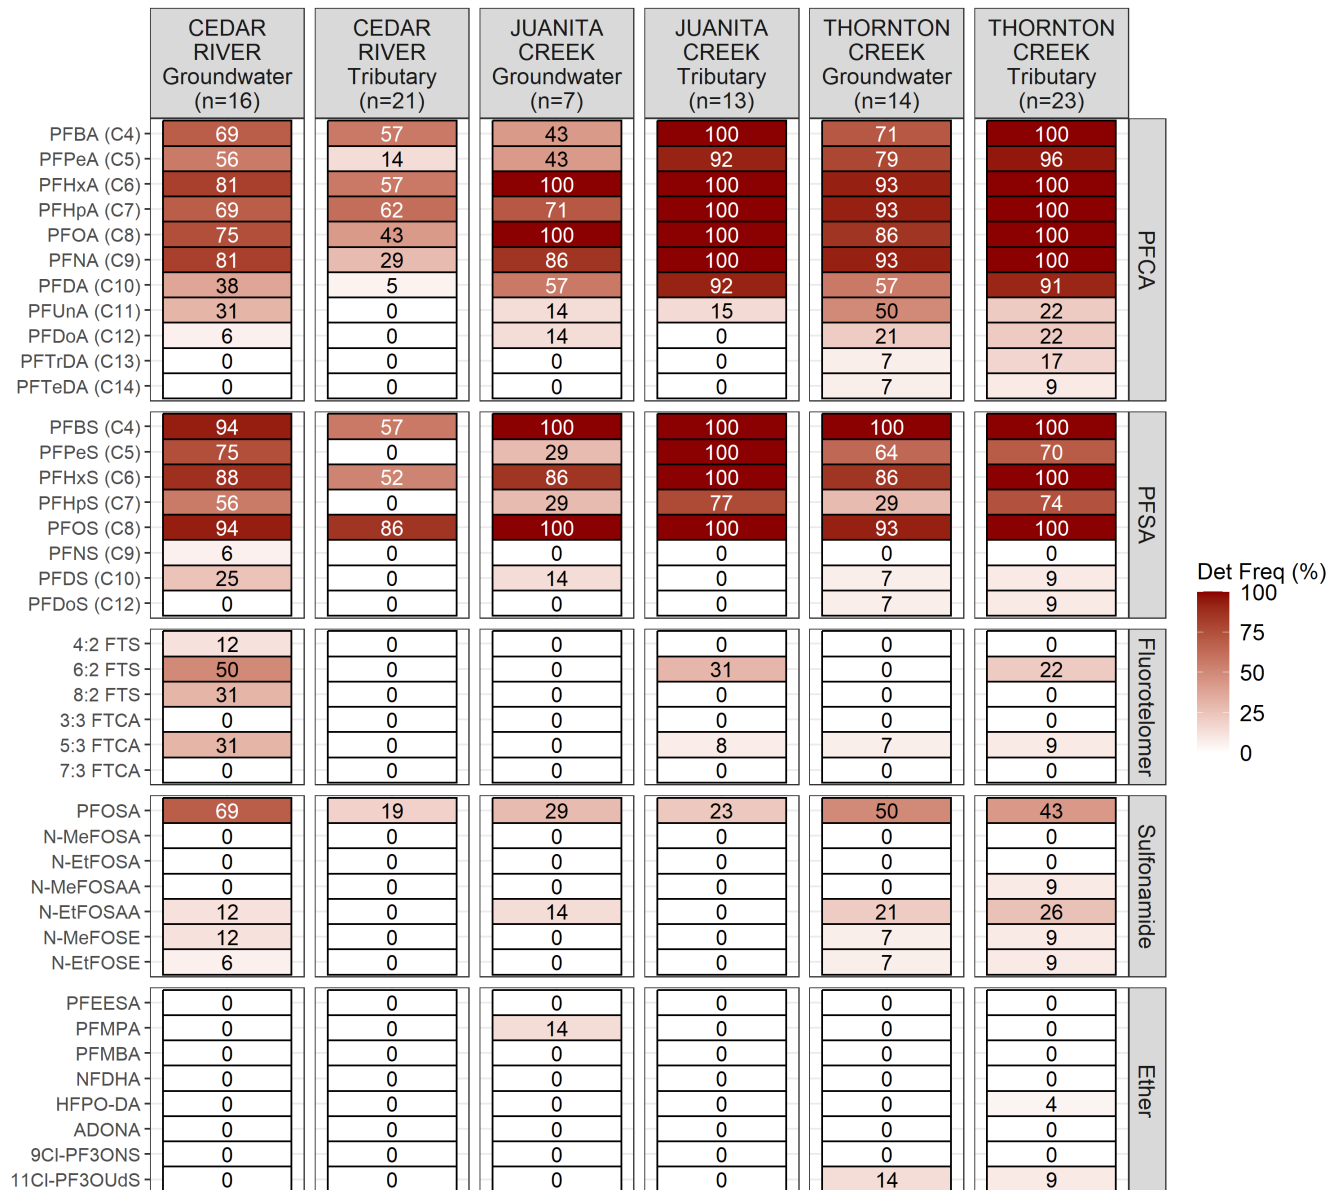 CEDAR RIVER Groundwater (n=16)
CEDAR RIVER Tributary (n=21)
JUANITA CREEK Groundwater (n=7)
JUANITA CREEK Tributary (n=13)
THORNTON CREEK Groundwater (n=14)
THORNTON CREEK Tributary (n=23)
PFBA (C4) 69 57 43 100 71 100
PFPeA (C5) 56 14 43 92 79 96
PFHxA (C6) 81 57 100 100 93 100
PFHpA (C7) 69 62 71 100 93 100
PFOA (C8) 75 43 100 100 86 100
PFNA (C9) 81 29 86 100 93 100
PFDA (C10) 38 5 57 92 57 91
PFUnA (C11) 31 0 14 15 50 22
PFDoA (C12) 6 0 14 0 21 22
PFTrDA (C13) 0 0 0 0 7 17
PFTeDA (C14) 0 0 0 0 7 9
PFCA
PFBS (C4) 94 57 100 100 100 100
PFPeS (C5) 75 0 29 100 64 70
PFHxS (C6) 88 52 86 100 86 100
PFHpS (C7) 56 0 29 77 29 74
PFOS (C8) 94 86 100 100 93 100
PFNS (C9) 6 0 0 0 0 0
PFDS (C10) 25 0 14 0 7 9
PFDoS (C12) 0 0 0 0 7 9
PFSA
4:2 FTS 12 0 0 0 0 0
6:2 FTS 50 0 0 31 0 22
8:2 FTS 31 0 0 0 0 0
3:3 FTCA 0 0 0 0 0 0
5:3 FTCA 31 0 0 8 7 9
7:3 FTCA 0 0 0 0 0 0
Fluorotelomer
PFOSA 69 19 29 23 50 43
N-MeFOSA 0 0 0 0 0 0
N-EtFOSA 0 0 0 0 0 0
N-MeFOSAA 0 0 0 0 0 9
N-EtFOSAA 12 0 14 0 21 26
N-MeFOSE 12 0 0 0 7 9
N-EtFOSE 6 0 0 0 7 9
Sulfonamide
PFEESA 0 0 0 0 0 0
PFMPA 0 0 14 0 0 0
PFMBA 0 0 0 0 0 0
NFDHA 0 0 0 0 0 0
HFPO-DA 0 0 0 0 0 4
ADONA 0 0 0 0 0 0
9Cl-PF3ONS 0 0 0 0 0 0
11Cl-PF3OUdS 0 0 0 0 14 9
Ether
Det Freq (%)
100
75
50
25
0